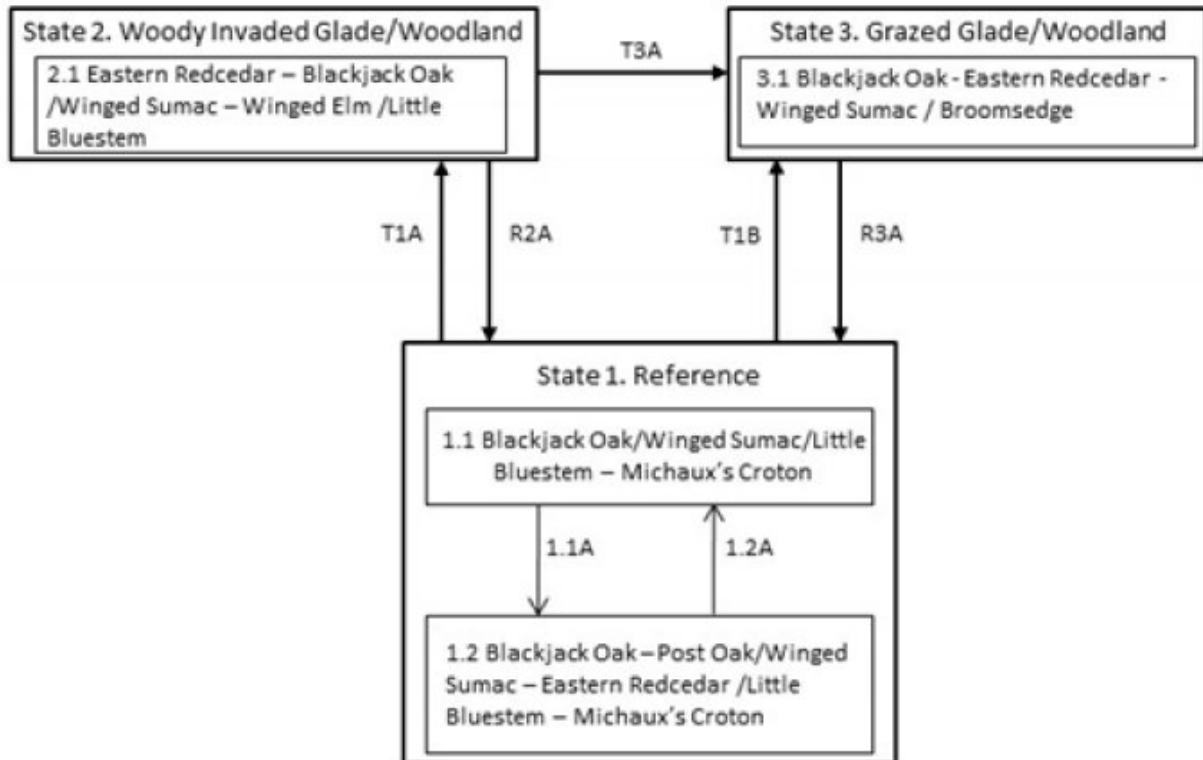 State 2. Woody Invaded Glade/Woodland
2.1 Eastern Redcedar – Blackjack Oak
/Winged Sumac – Winged Elm /Little
Bluestem
T3A
State 3. Grazed Glade/Woodland
3.1 Blackjack Oak - Eastern Redcedar -
Winged Sumac / Broomsedge
T1A
R2A
T1B
R3A
State 1. Reference
1.1 Blackjack Oak/Winged Sumac/Little
Bluestem – Michaux's Croton
1.1A
1.2A
1.2 Blackjack Oak – Post Oak/Winged
Sumac – Eastern Redcedar /Little
Bluestem – Michaux's Croton